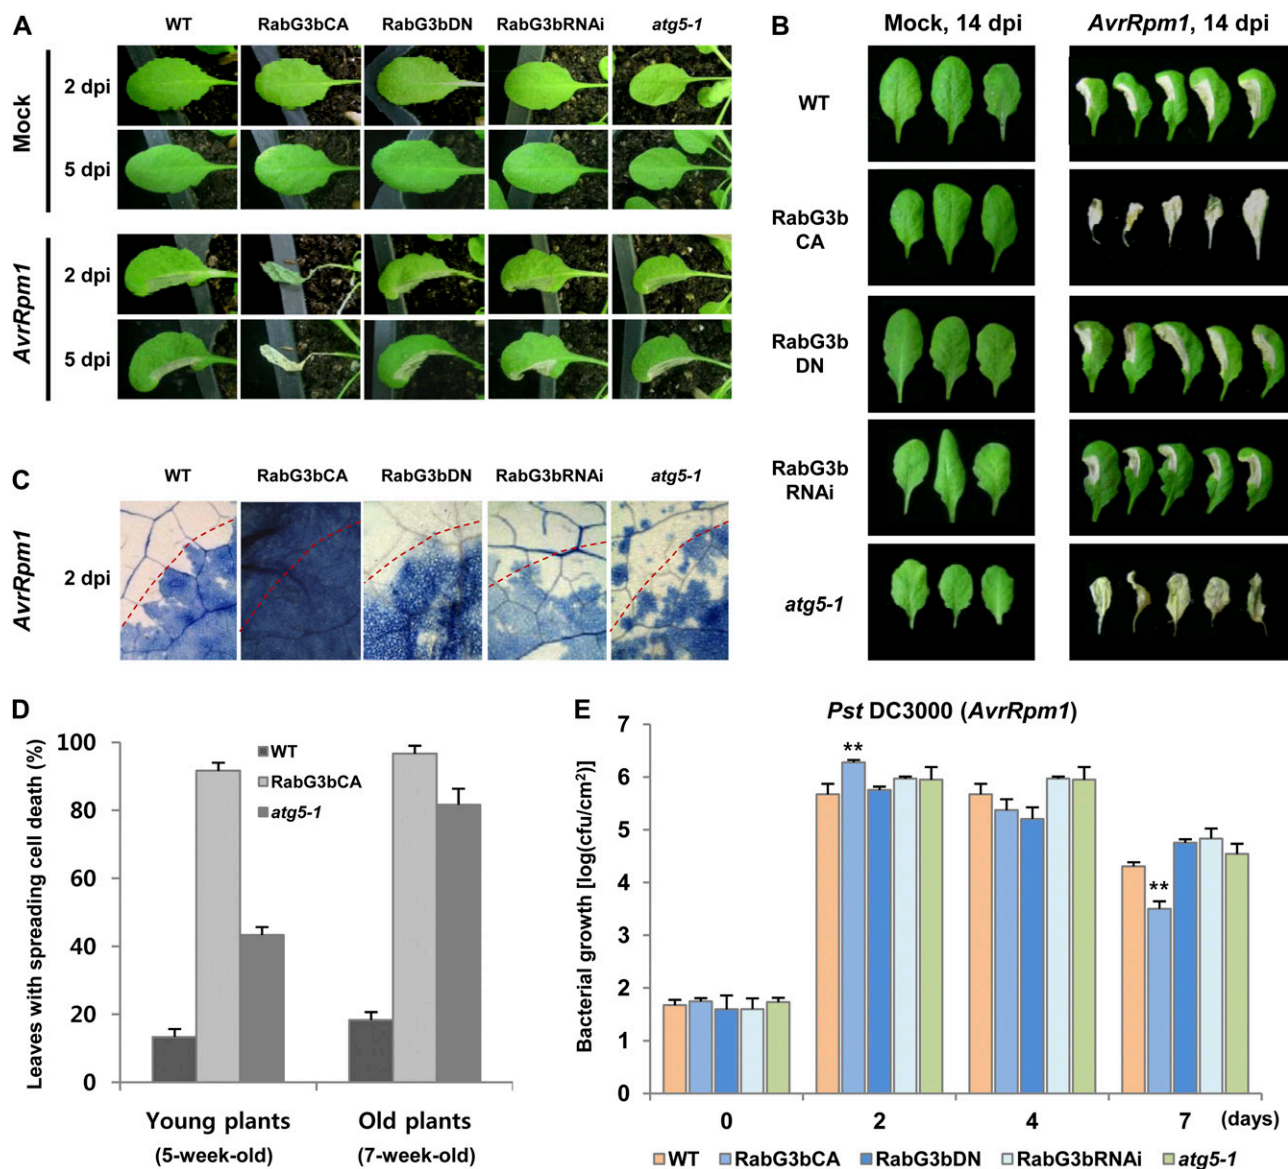 A
WT RabG3bCA RabG3bDN RabG3bRNAi atg5-1
Mock
2 dpi
5 dpi
AvrRpm1
2 dpi
5 dpi
B
Mock, 14 dpi AvrRpm1, 14 dpi
WT
RabG3b
CA
RabG3b
DN
RabG3b
RNAi
atg5-1
C
WT RabG3bCA RabG3bDN RabG3bRNAi atg5-1
AvrRpm1
2 dpi
D
Leaves with spreading cell death (%)
100
80
60
40
20
0
WT
RabG3bCA
atg5-1
Young plants Old plants
(5-week-old) (7-week-old)
E
Pst DC3000 (AvrRpm1)
Bacterial growth [log(cfu/cm²)]
7
6
5
4
3
2
1
0
**
**
0 2 4 7 (days)
WT RabG3bCA RabG3bDN RabG3bRNAi atg5-1